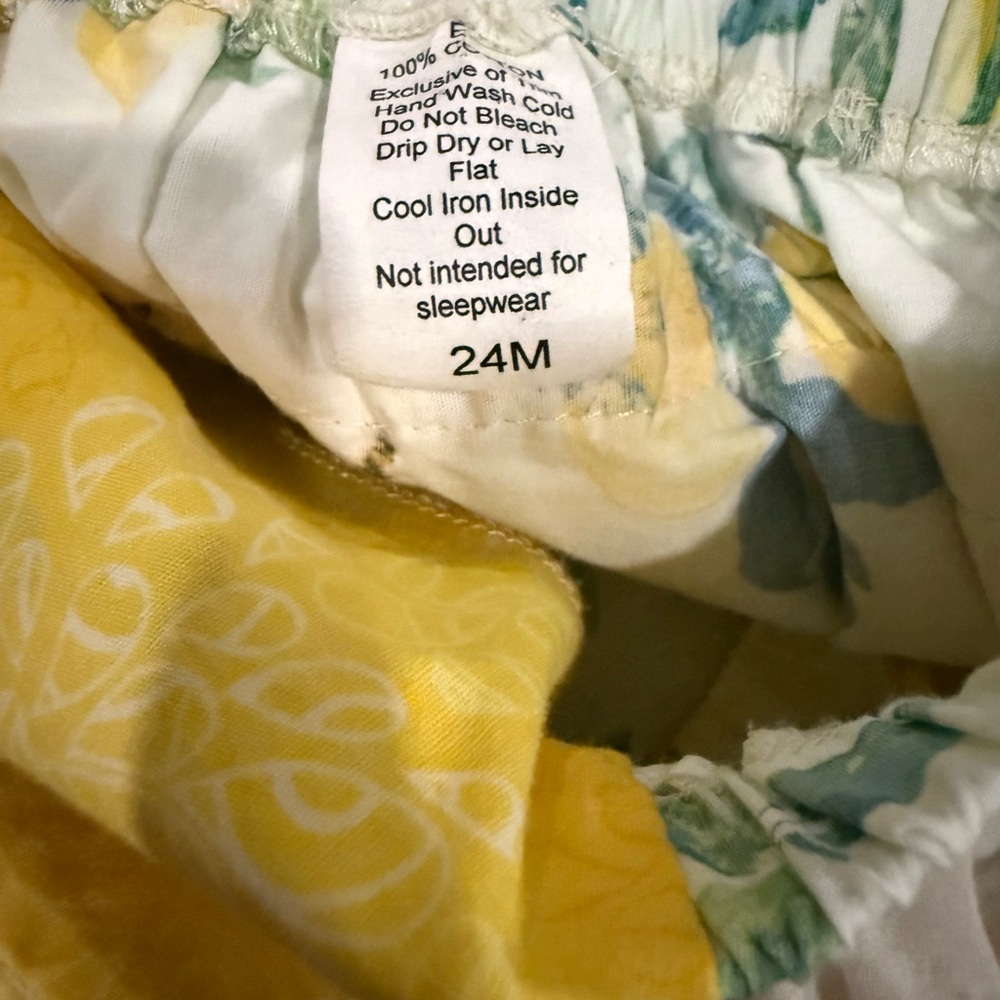 100%
Exclusive of
Hand Wash Cold
Do Not Bleach
Drip Dry or Lay
Flat
Cool Iron Inside
Out
Not intended for
sleepwear
24M